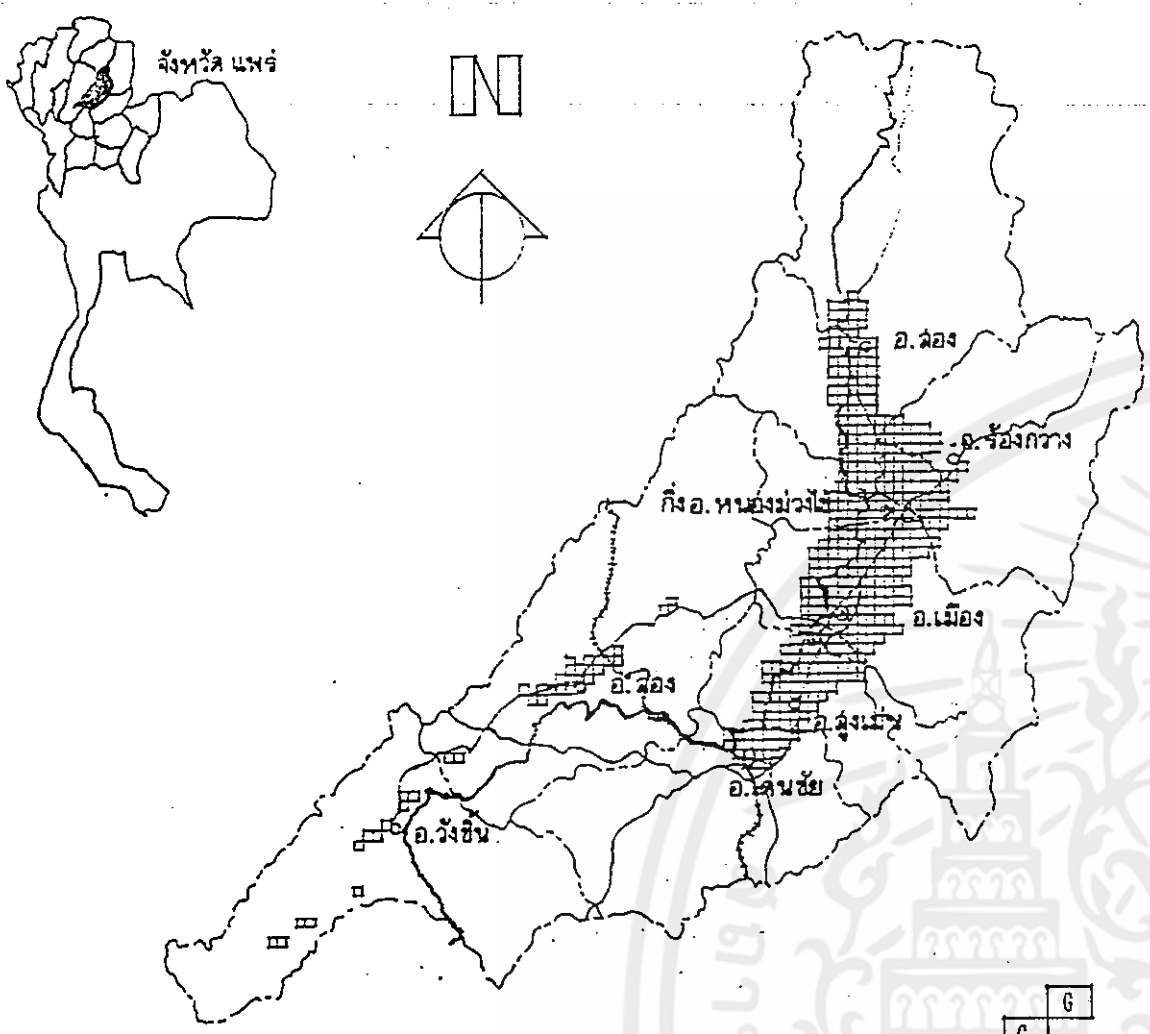 จังหวัด แพร่
N
อ.สอง
อ.ร้องกวาง
กิ่งอ.หนองม่วงไข่
อ.เมือง
อ.ลอง
อ.สูงเม่น
อ.เดนชัย
อ.วังชิ้น
G